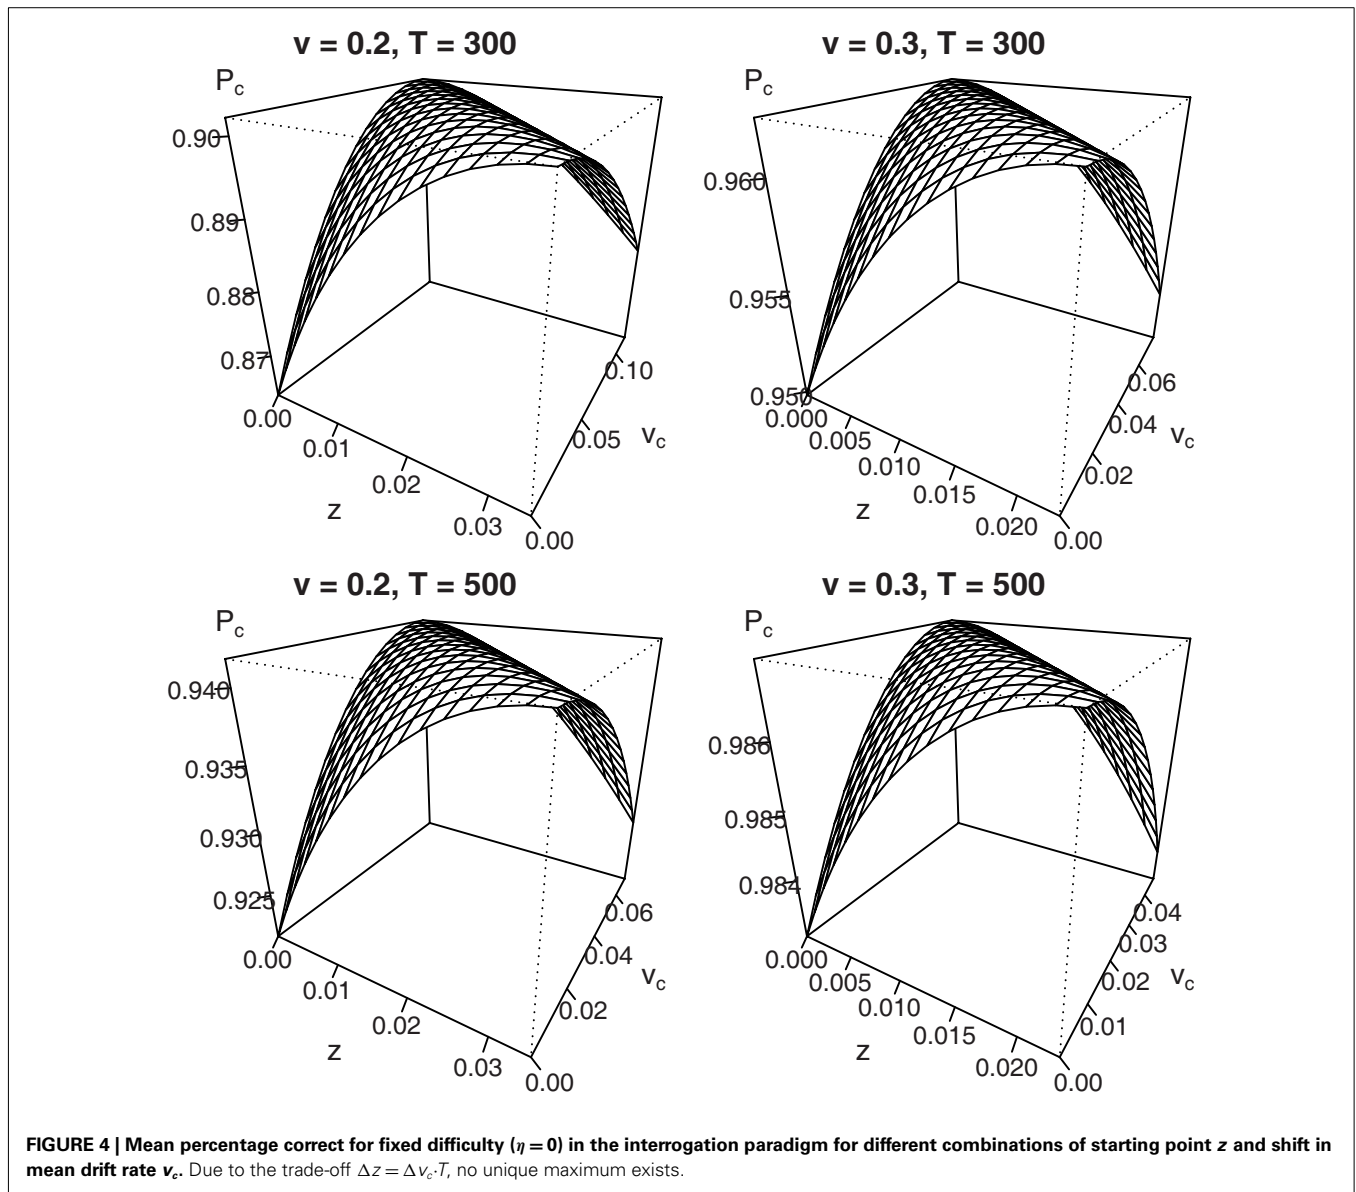 v = 0.2, T = 300
P_c
0.90
0.89
0.88
0.87
0.00
0.01
0.02
0.03
z
0.00
0.05
0.10
v_c
v = 0.3, T = 300
P_c
0.960
0.955
0.950
0.000
0.005
0.010
0.015
0.020
z
0.00
0.02
0.04
0.06
v_c
v = 0.2, T = 500
P_c
0.940
0.935
0.930
0.925
0.00
0.01
0.02
0.03
z
0.00
0.02
0.04
0.06
v_c
v = 0.3, T = 500
P_c
0.986
0.985
0.984
0.000
0.005
0.010
0.015
0.020
z
0.00
0.01
0.02
0.03
0.04
v_c
FIGURE 4 | Mean percentage correct for fixed difficulty (η = 0) in the interrogation paradigm for different combinations of starting point z and shift in
mean drift rate v_c. Due to the trade-off Δz = Δv_c·T, no unique maximum exists.